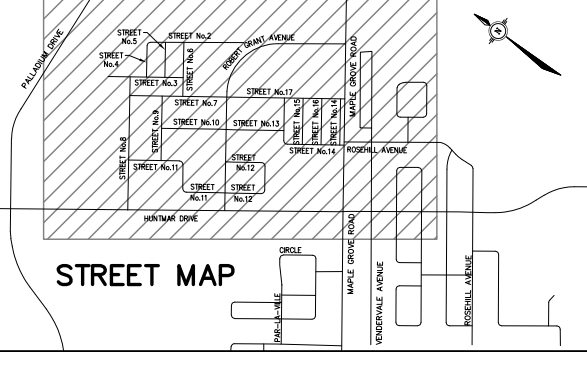 STREET
No.5
STREET No.2
STREET
No.4
STREET No.6
STREET No.3
PALLADIUM DRIVE
ROBERT GRANT AVENUE
MAPLE GROVE ROAD
N
STREET No.7
STREET No.17
STREET No.10
STREET No.13
STREET No.15
STREET No.16
STREET No.14
STREET No.14
ROSEHILL AVENUE
STREET No.8
STREET No.9
STREET No.11
STREET
No.12
STREET
No.11
STREET
No.12
HUNTMAR DRIVE
MAPLE GROVE ROAD
CIRCLE
PAR-LA-VILLE
VENDERVALE AVENUE
ROSEHILL AVENUE
STREET MAP